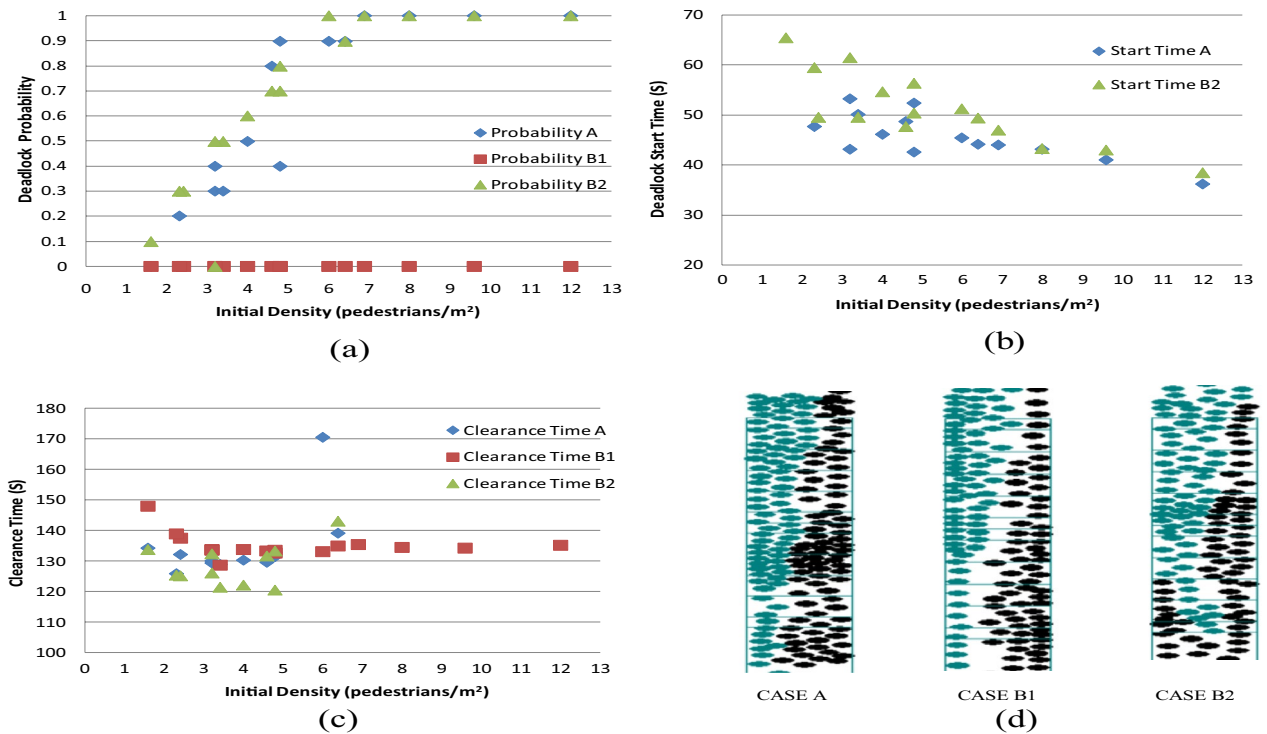 1
0.9
0.8
0.7
0.6
0.5
0.4
0.3
0.2
0.1
0
Deadlock Probability
Probability A
Probability B1
Probability B2
0 1 2 3 4 5 6 7 8 9 10 11 12 13
Initial Density (pedestrians/m²)
(a)
70
60
50
40
30
20
Deadlock Start Time (S)
Start Time A
Start Time B2
0 1 2 3 4 5 6 7 8 9 10 11 12 13
Initial Density (pedestrians/m²)
(b)
180
170
160
150
140
130
120
110
100
Clearance Time (S)
Clearance Time A
Clearance Time B1
Clearance Time B2
0 1 2 3 4 5 6 7 8 9 10 11 12 13
Initial Density (pedestrians/m²)
(c)
CASE A
CASE B1
CASE B2
(d)